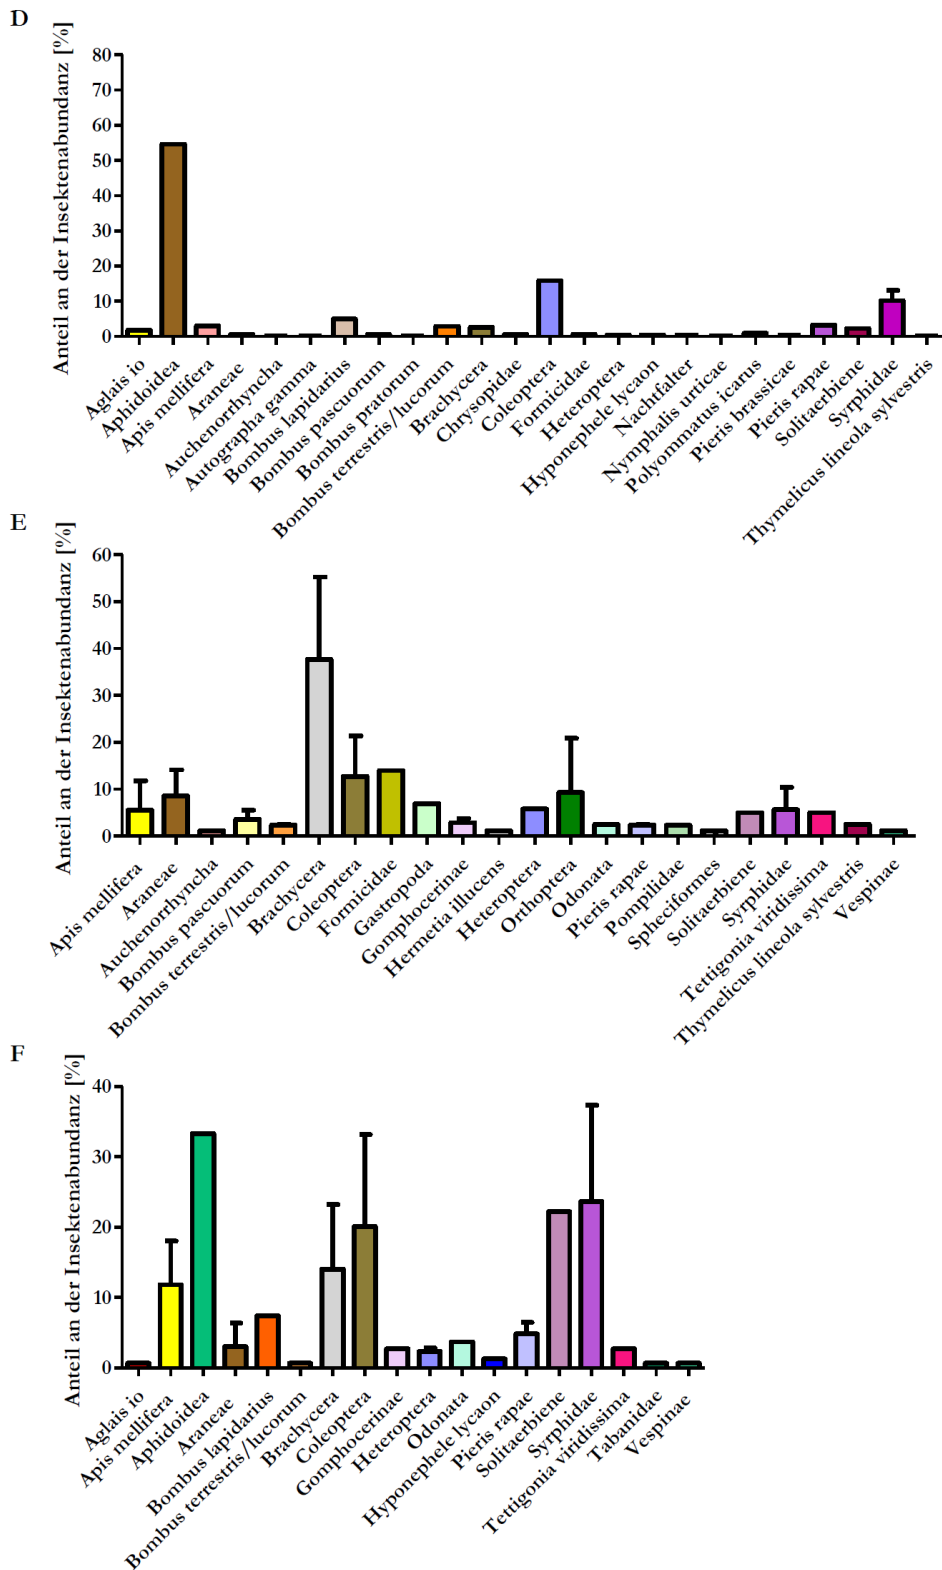 D
Anteil an der Insektenabundanz [%]
80
70
60
50
40
30
20
10
0
Aglais io
Aphidoidea
Apis mellifera
Araneae
Auchenorrhyncha
Autographa gamma
Bombus lapidarius
Bombus pascuorum
Bombus pratorum
Bombus terrestris/lucorum
Brachycera
Chrysopidae
Coleoptera
Formicidae
Heteroptera
Hyponephele lycaon
Nachfalter
Nymphalis urticae
Polyommatus icarus
Pieris brassicae
Pieris rapae
Solitaerbiene
Syrphidae
Thymelicus lineola sylvestris
E
Anteil an der Insektenabundanz [%]
60
50
40
30
20
10
0
Apis mellifera
Araneae
Auchenorrhyncha
Bombus pascuorum
Bombus terrestris/lucorum
Brachycera
Coleoptera
Formicidae
Gastropoda
Gomphocerinae
Hermetia illucens
Heteroptera
Orthoptera
Odonata
Pieris rapae
Pompilidae
Spheciformes
Solitaerbiene
Syrphidae
Tettigonia viridissima
Thymelicus lineola sylvestris
Vespinae
F
Anteil an der Insektenabundanz [%]
40
30
20
10
0
Aglais io
Apis mellifera
Aphidoidea
Araneae
Bombus lapidarius
Bombus terrestris/lucorum
Brachycera
Coleoptera
Gomphocerinae
Heteroptera
Odonata
Hyponephele lycaon
Pieris rapae
Solitaerbiene
Syrphidae
Tettigonia viridissima
Tabanidae
Vespinae